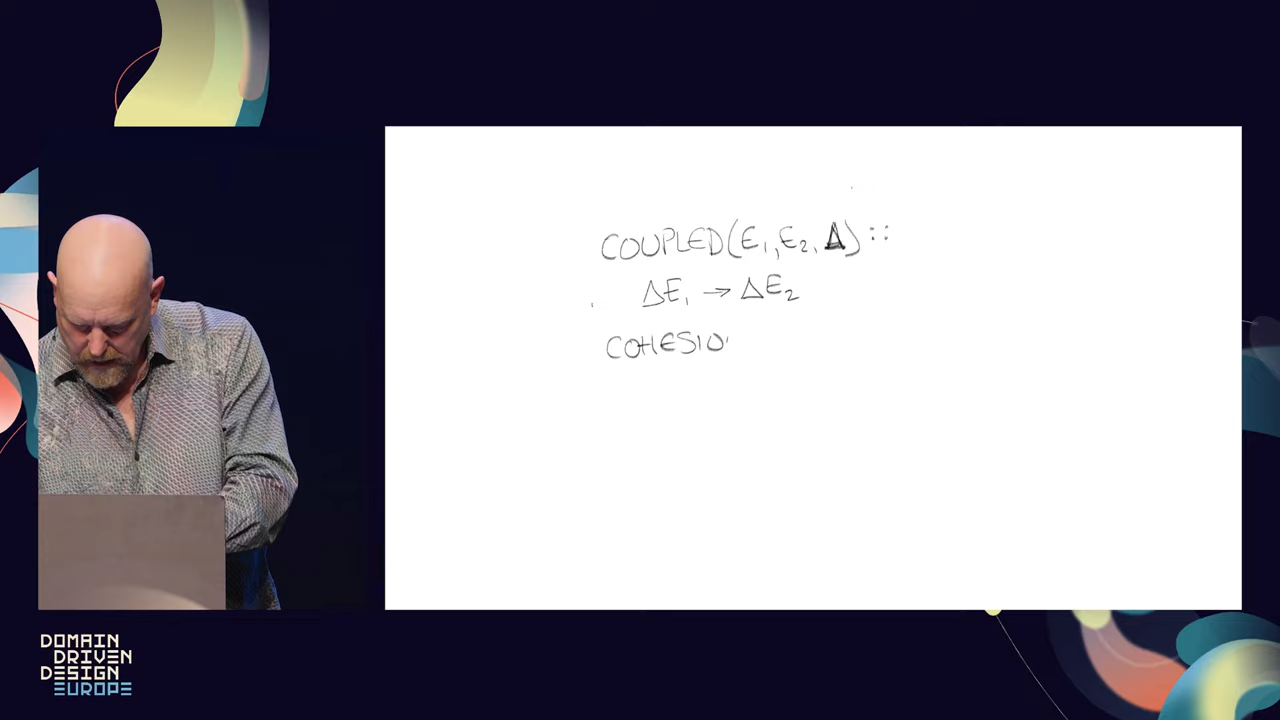 COUPLED(E₁, E₂, Δ) ::
ΔE₁ → ΔE₂
COHESIO
DOMAIN
DRIVEN
DESIGN
EUROPE